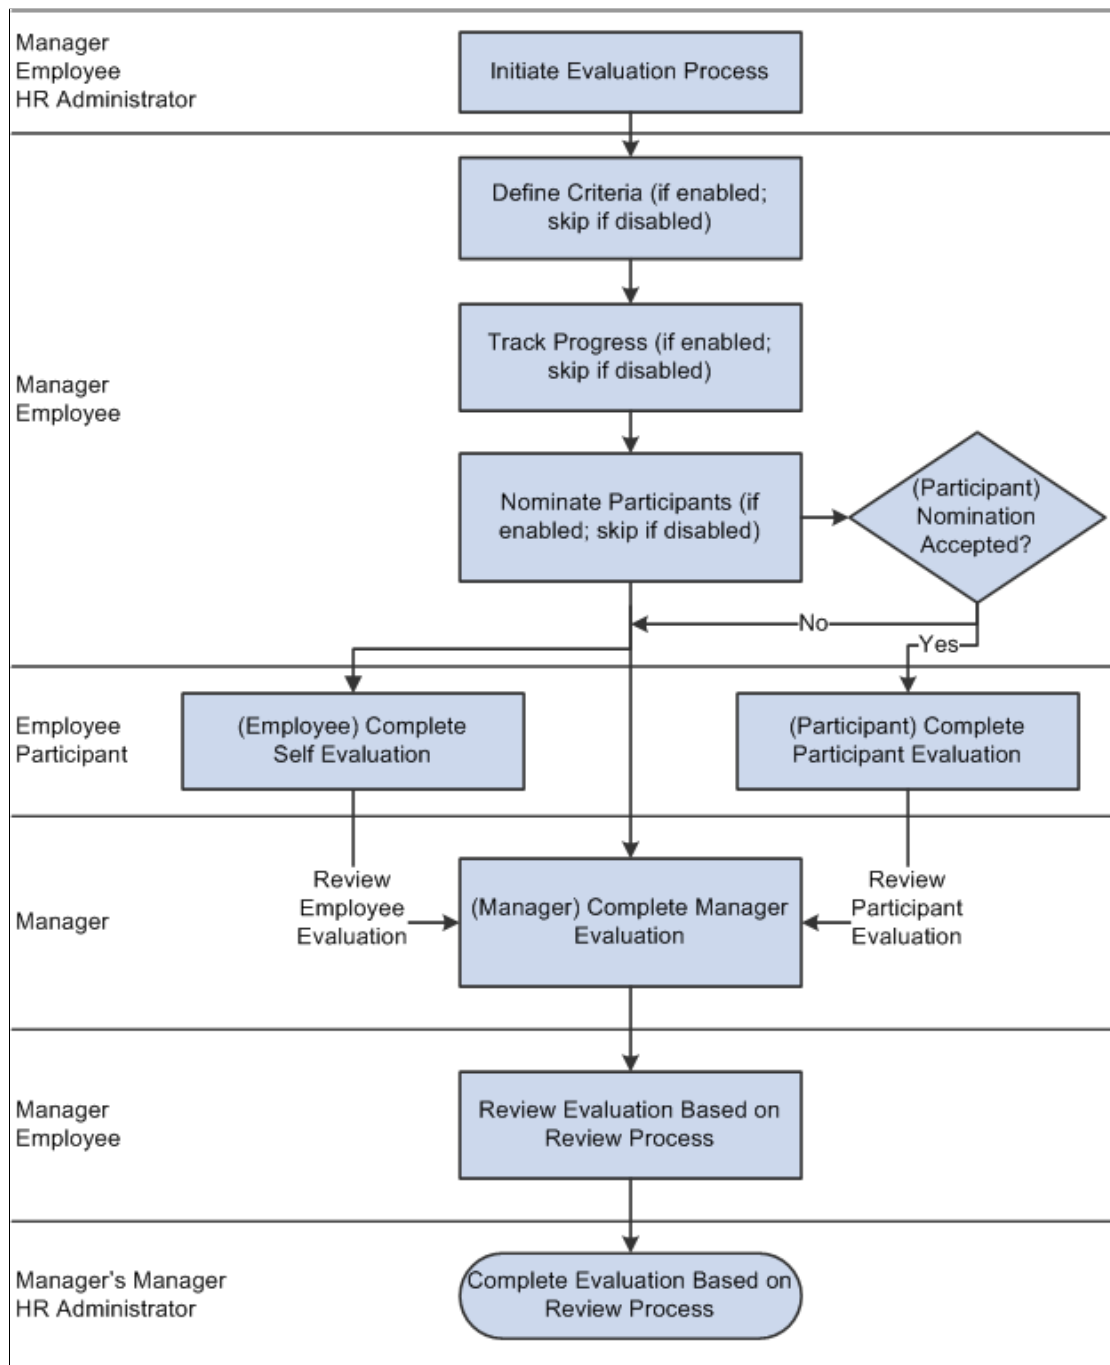 Manager
Employee
HR Administrator
Initiate Evaluation Process
Define Criteria (if enabled;
skip if disabled)
Track Progress (if enabled;
skip if disabled)
Manager
Employee
Nominate Participants (if
enabled; skip if disabled)
(Participant)
Nomination
Accepted?
No
Yes
Employee
Participant
(Employee) Complete
Self Evaluation
(Participant) Complete
Participant Evaluation
Manager
Review
Employee
Evaluation
(Manager) Complete Manager
Evaluation
Review
Participant
Evaluation
Manager
Employee
Review Evaluation Based on
Review Process
Manager's Manager
HR Administrator
Complete Evaluation Based on
Review Process